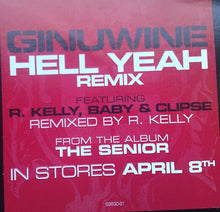 GINUWINE
HELL YEAH
REMIX
FEATURING
R. KELLY, BABY & CLIPSE
REMIXED BY R. KELLY
FROM THE ALBUM
THE SENIOR
IN STORES APRIL 8TH